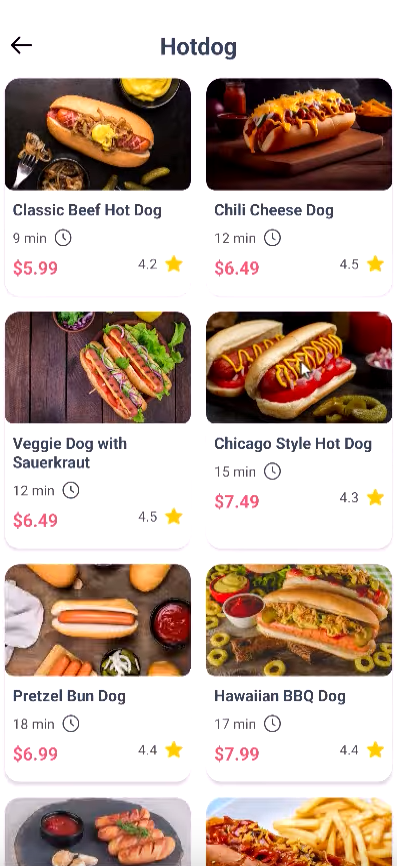 Hotdog
Classic Beef Hot Dog
9 min
$5.99
4.2
Chili Cheese Dog
12 min
$6.49
4.5
Veggie Dog with
Sauerkraut
12 min
$6.49
4.5
Chicago Style Hot Dog
15 min
$7.49
4.3
Pretzel Bun Dog
18 min
$6.99
4.4
Hawaiian BBQ Dog
17 min
$7.99
4.4